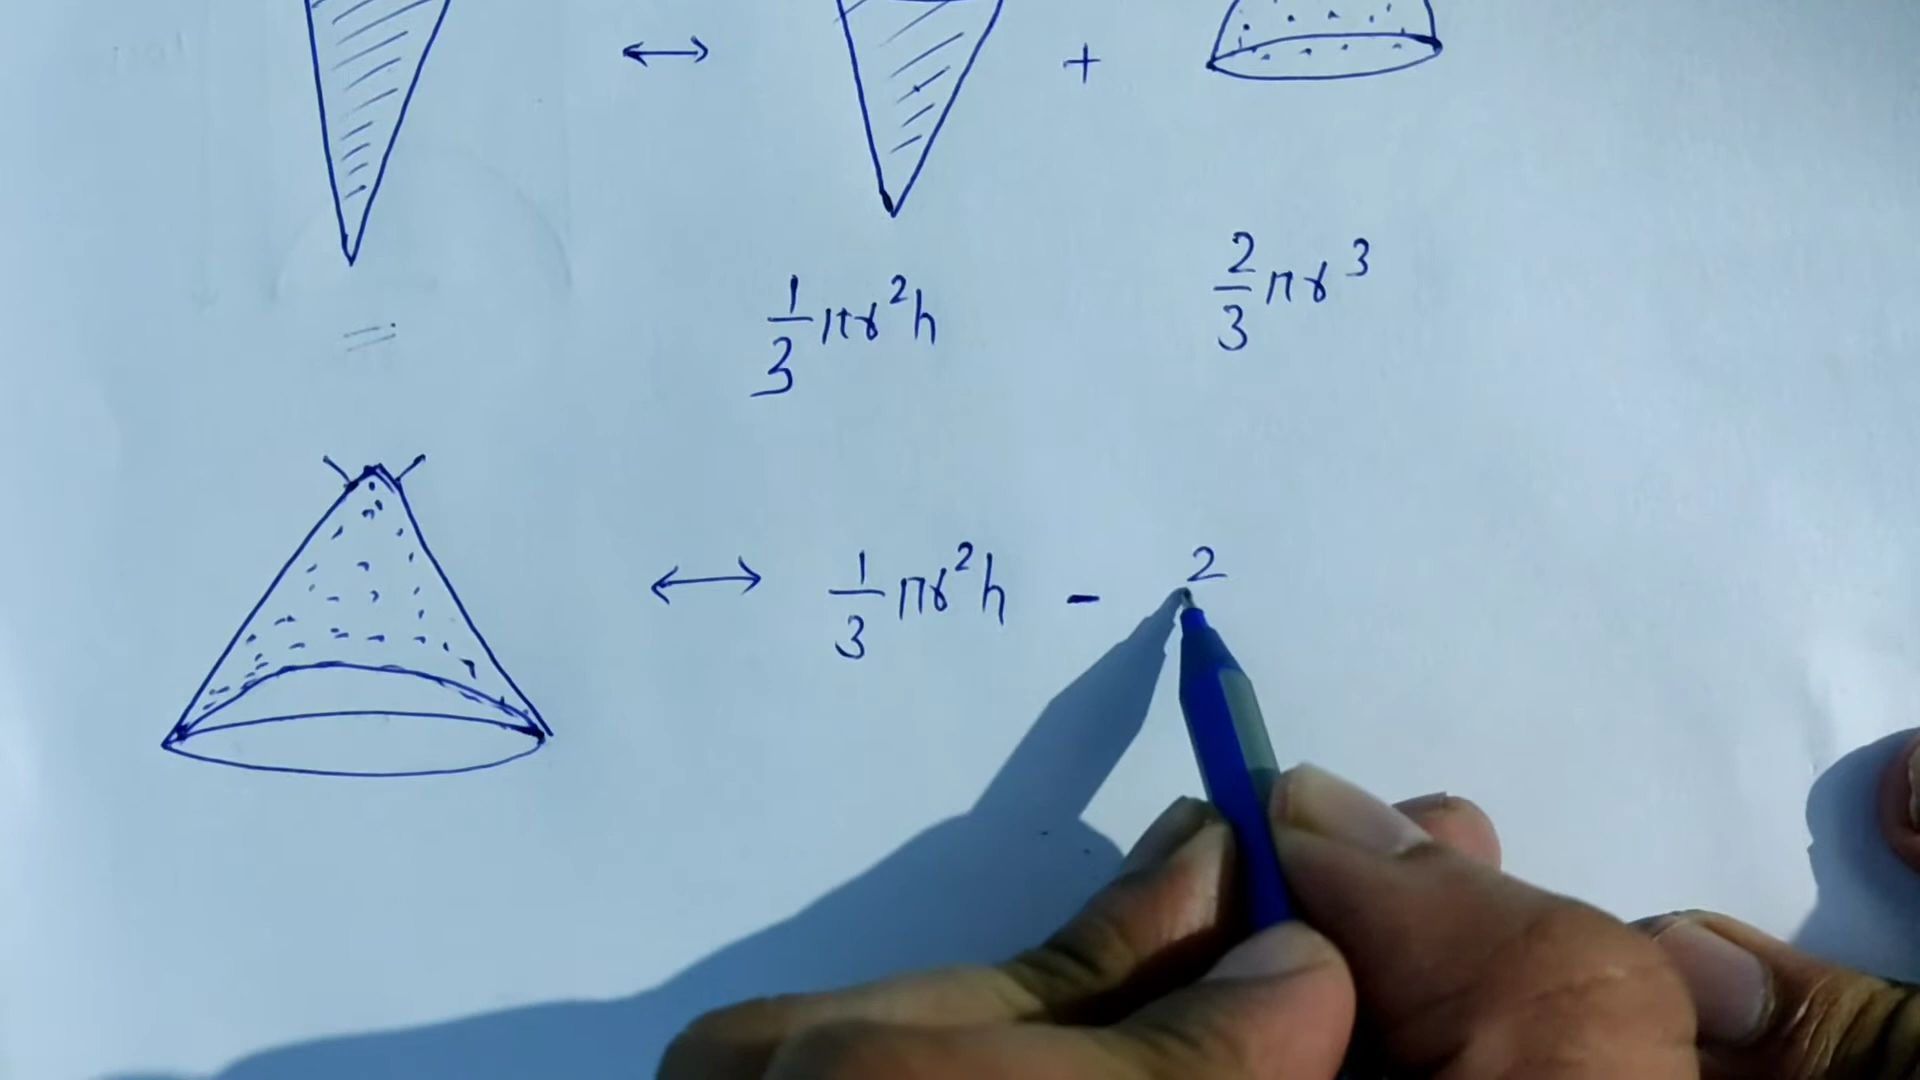 ↔ +
1/3 πr²h 2/3 πr³
↔ 1/3 πr²h - 2